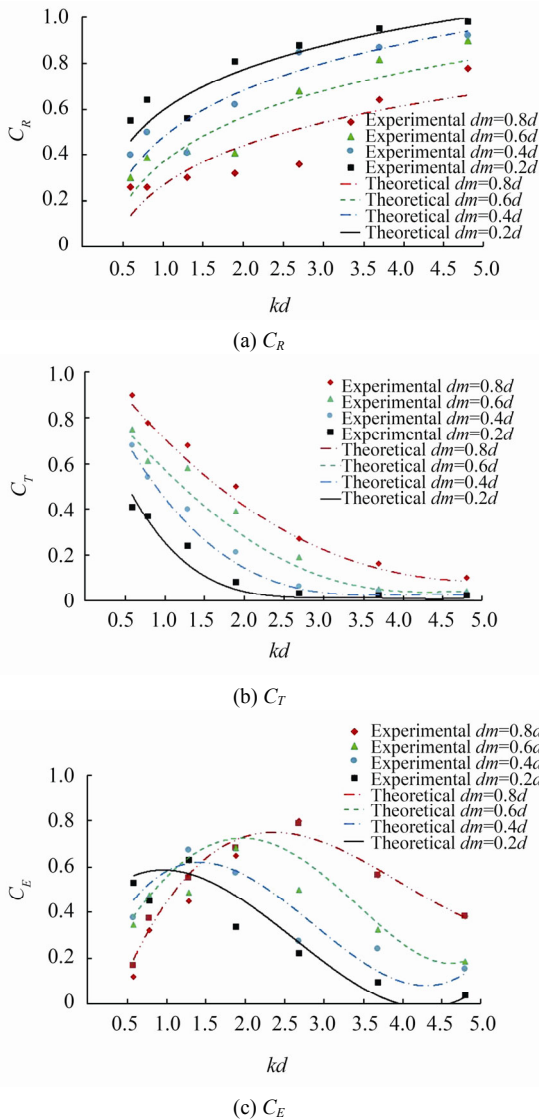 1.0
0.8
0.6
0.4
0.2
0
C_R
Experimental dm=0.8d
Experimental dm=0.6d
Experimental dm=0.4d
Experimental dm=0.2d
Theoretical dm=0.8d
Theoretical dm=0.6d
Theoretical dm=0.4d
Theoretical dm=0.2d
0.5 1.0 1.5 2.0 2.5 3.0 3.5 4.0 4.5 5.0
kd
(a) C_R
1.0
0.8
0.6
0.4
0.2
0
C_T
Experimental dm=0.8d
Experimental dm=0.6d
Experimental dm=0.4d
Experimental dm=0.2d
Theoretical dm=0.8d
Theoretical dm=0.6d
Theoretical dm=0.4d
Theoretical dm=0.2d
0.5 1.0 1.5 2.0 2.5 3.0 3.5 4.0 4.5 5.0
kd
(b) C_T
Experimental dm=0.8d
Experimental dm=0.6d
Experimental dm=0.4d
Experimental dm=0.2d
Theoretical dm=0.8d
Theoretical dm=0.6d
Theoretical dm=0.4d
Theoretical dm=0.2d
1.0
0.8
0.6
0.4
0.2
0
C_E
0.5 1.0 1.5 2.0 2.5 3.0 3.5 4.0 4.5 5.0
kd
(c) C_E